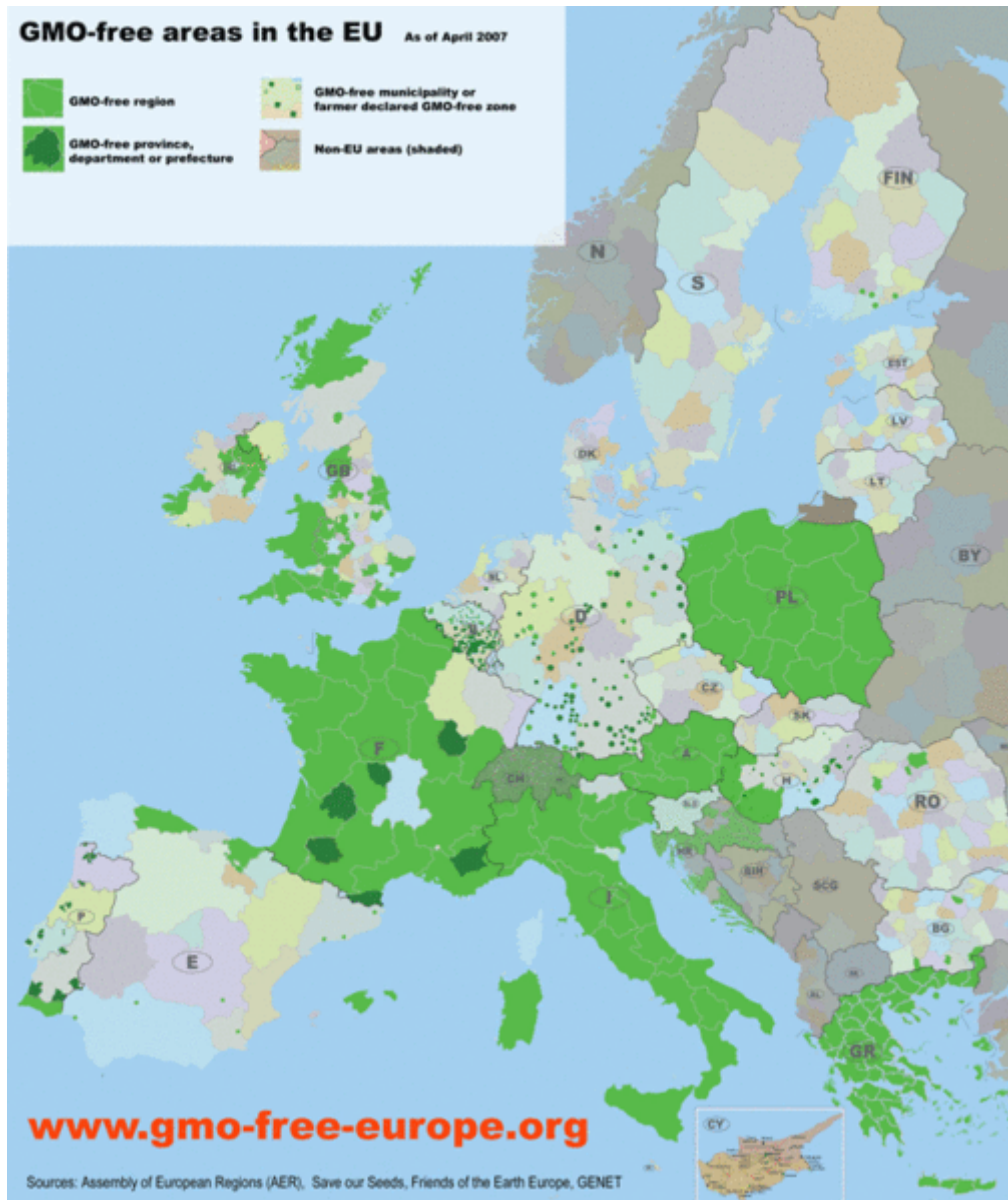 GMO-free areas in the EU As of April 2007
GMO-free region
GMO-free municipality or
farmer declared GMO-free zone
GMO-free province,
department or prefecture
Non-EU areas (shaded)
FIN
N
S
EST
LV
DK
LT
GB
BY
NL
PL
D
B
CZ
SK
F
A
CH
H
RO
SLO
HR
BIH
SCG
I
P
BG
E
AL
GR
CY
www.gmo-free-europe.org
Sources: Assembly of European Regions (AER), Save our Seeds, Friends of the Earth Europe, GENET